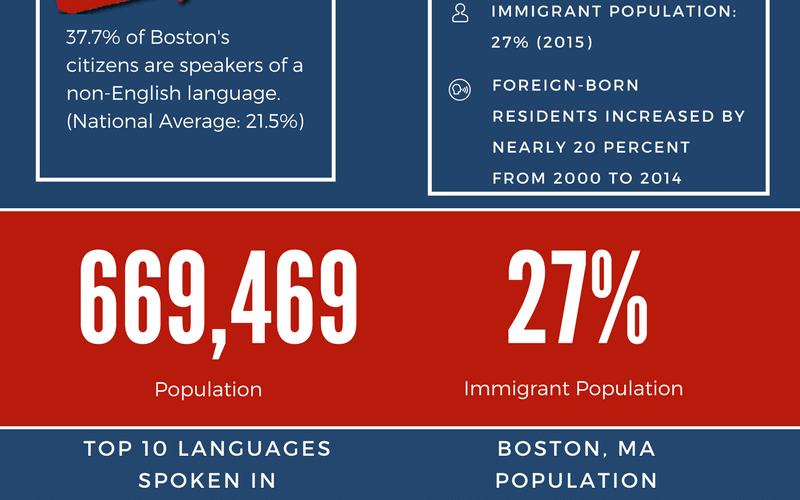 37.7% of Boston's
citizens are speakers of a
non-English language.
(National Average: 21.5%)
IMMIGRANT POPULATION:
27% (2015)
FOREIGN-BORN
RESIDENTS INCREASED BY
NEARLY 20 PERCENT
FROM 2000 TO 2014
669,469
Population
27%
Immigrant Population
TOP 10 LANGUAGES
SPOKEN IN
BOSTON, MA
POPULATION